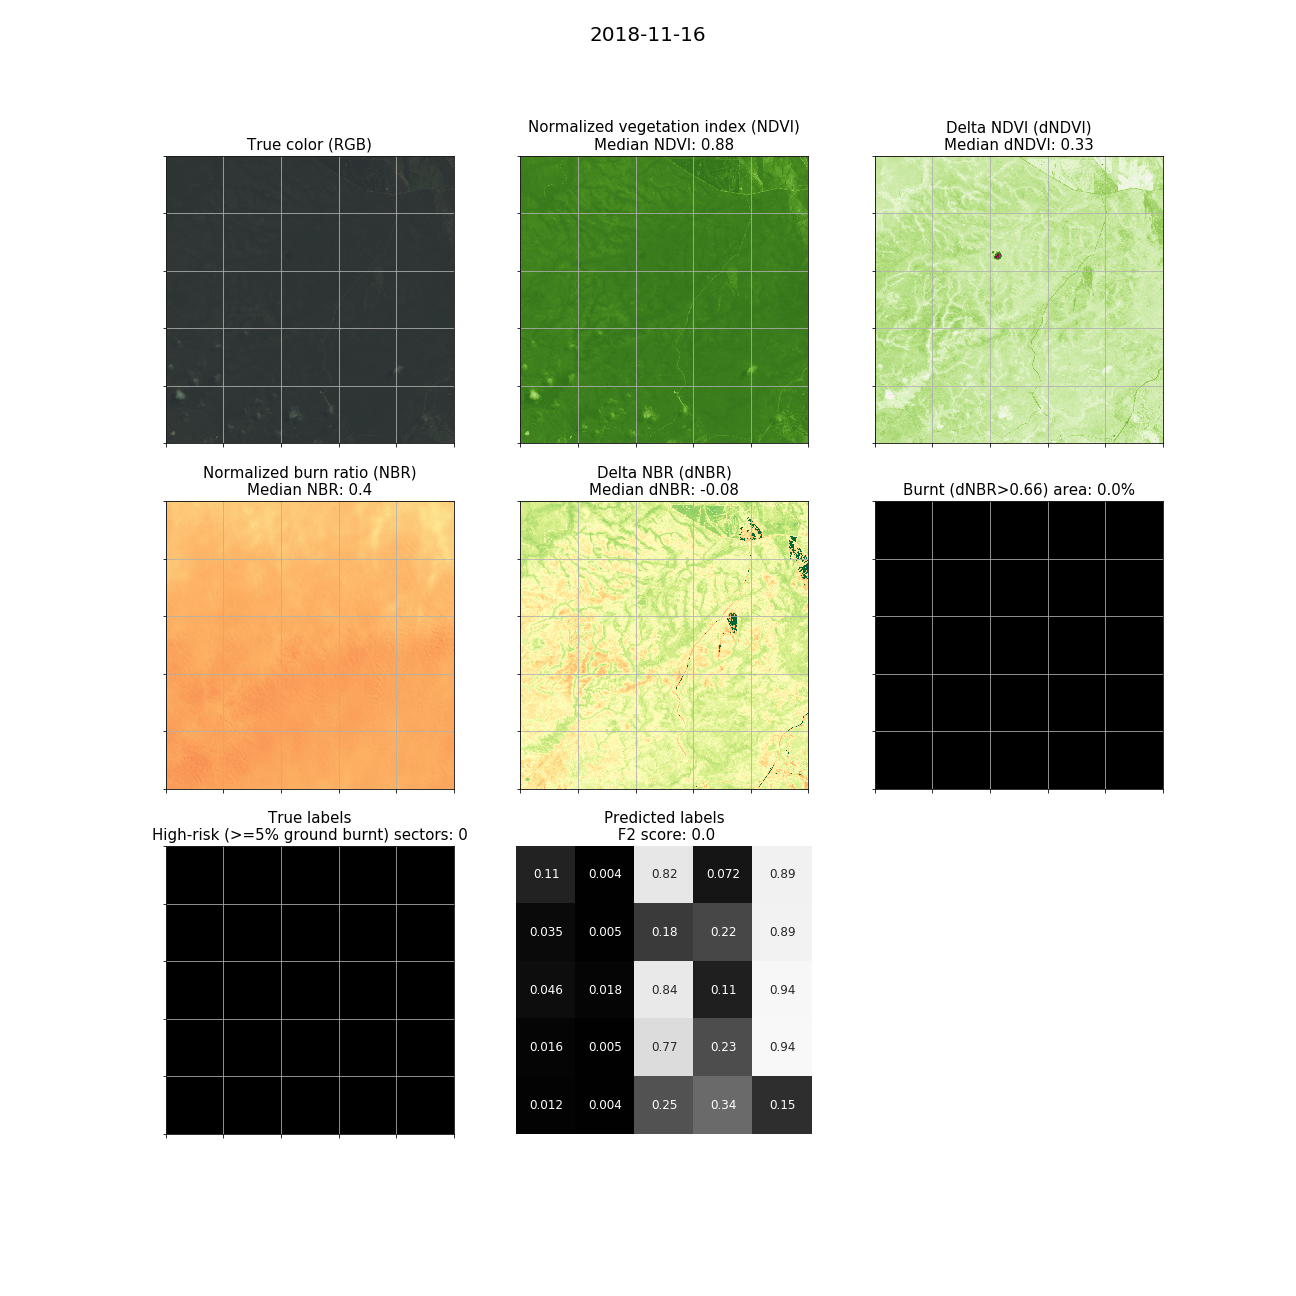 2018-11-16
True color (RGB)
Normalized vegetation index (NDVI)
Median NDVI: 0.88
Delta NDVI (dNDVI)
Median dNDVI: 0.33
Normalized burn ratio (NBR)
Median NBR: 0.4
Delta NBR (dNBR)
Median dNBR: -0.08
Burnt (dNBR>0.66) area: 0.0%
True labels
High-risk (>=5% ground burnt) sectors: 0
Predicted labels
F2 score: 0.0
0.11 0.004 0.82 0.072 0.89
0.035 0.005 0.18 0.22 0.89
0.046 0.018 0.84 0.11 0.94
0.016 0.005 0.77 0.23 0.94
0.012 0.004 0.25 0.34 0.15